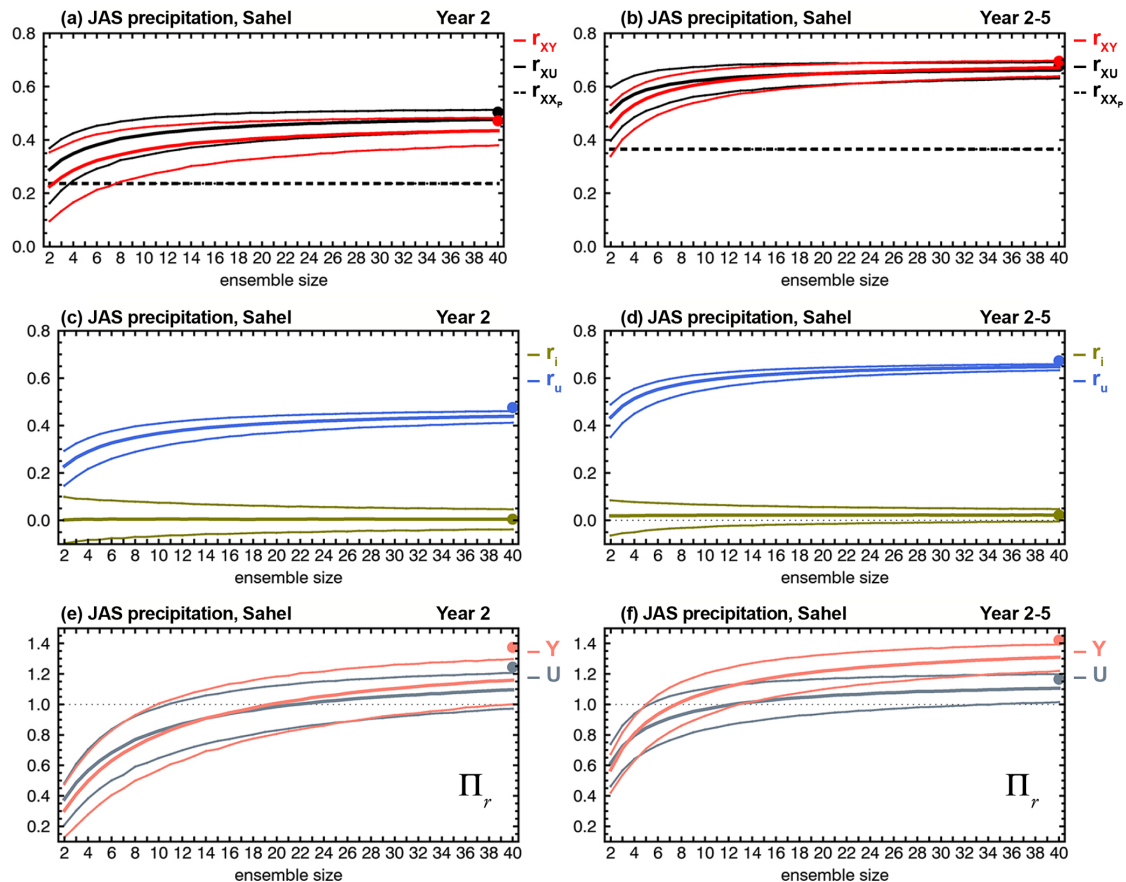 (a) JAS precipitation, Sahel Year 2
0.8
0.6
0.4
0.2
0.0
2 4 6 8 10 12 14 16 18 20 22 24 26 28 30 32 34 36 38 40
ensemble size
r_XY
r_XU
r_XX_P
(b) JAS precipitation, Sahel Year 2-5
0.8
0.6
0.4
0.2
0.0
2 4 6 8 10 12 14 16 18 20 22 24 26 28 30 32 34 36 38 40
ensemble size
r_XY
r_XU
r_XX_P
(c) JAS precipitation, Sahel Year 2
0.8
0.6
0.4
0.2
0.0
2 4 6 8 10 12 14 16 18 20 22 24 26 28 30 32 34 36 38 40
ensemble size
r_i
r_u
(d) JAS precipitation, Sahel Year 2-5
0.8
0.6
0.4
0.2
0.0
2 4 6 8 10 12 14 16 18 20 22 24 26 28 30 32 34 36 38 40
ensemble size
r_i
r_u
(e) JAS precipitation, Sahel Year 2
1.4
1.2
1.0
0.8
0.6
0.4
0.2
Π_r
2 4 6 8 10 12 14 16 18 20 22 24 26 28 30 32 34 36 38 40
ensemble size
Y
U
(f) JAS precipitation, Sahel Year 2-5
1.4
1.2
1.0
0.8
0.6
0.4
0.2
Π_r
2 4 6 8 10 12 14 16 18 20 22 24 26 28 30 32 34 36 38 40
ensemble size
Y
U